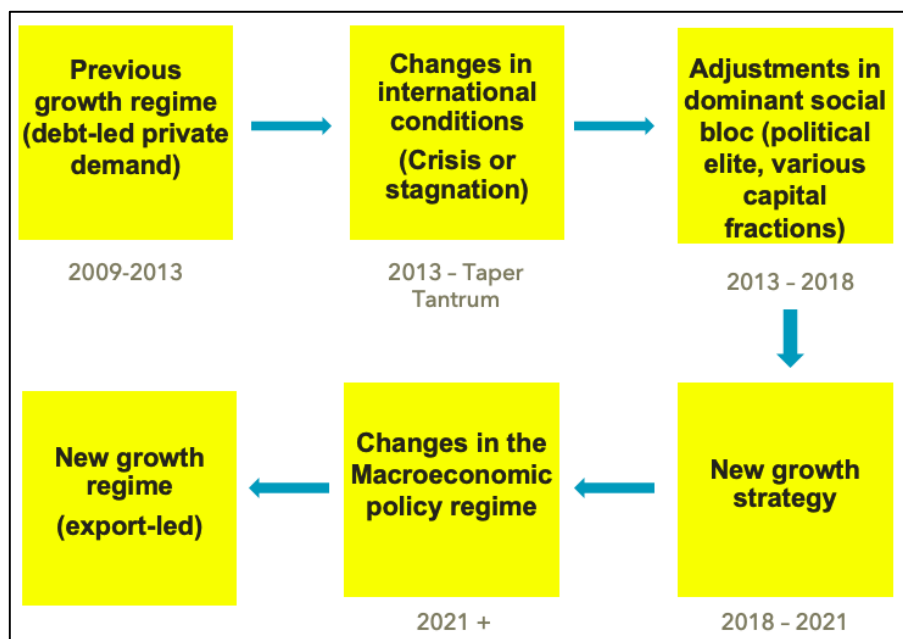 Previous
growth regime
(debt-led private
demand)
2009-2013
Changes in
international
conditions
(Crisis or
stagnation)
2013 – Taper
Tantrum
Adjustments in
dominant social
bloc (political
elite, various
capital
fractions)
2013 – 2018
New growth
strategy
2018 – 2021
Changes in the
Macroeconomic
policy regime
2021 +
New growth
regime
(export-led)